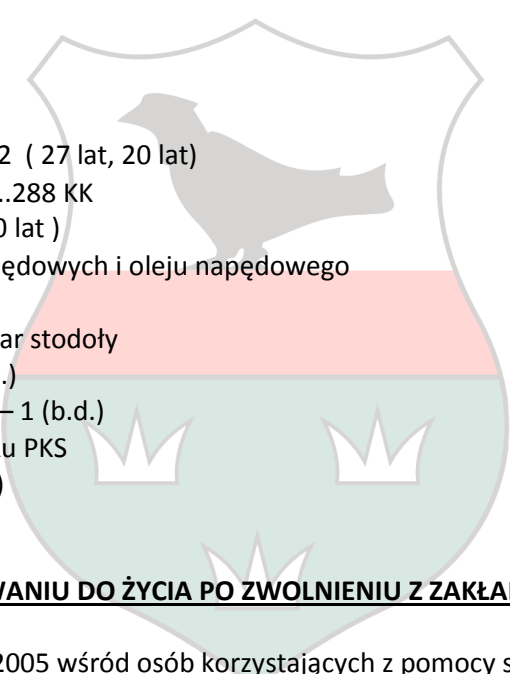 2 ( 27 lat, 20 lat)
..288 KK
0 lat )
ędowych i oleju napędowego
ar stodoły
.)
– 1 (b.d.)
u PKS
)
WANIU DO ŻYCIA PO ZWOLNIENIU Z ZAKŁA
2005 wśród osób korzystających z pomocy s